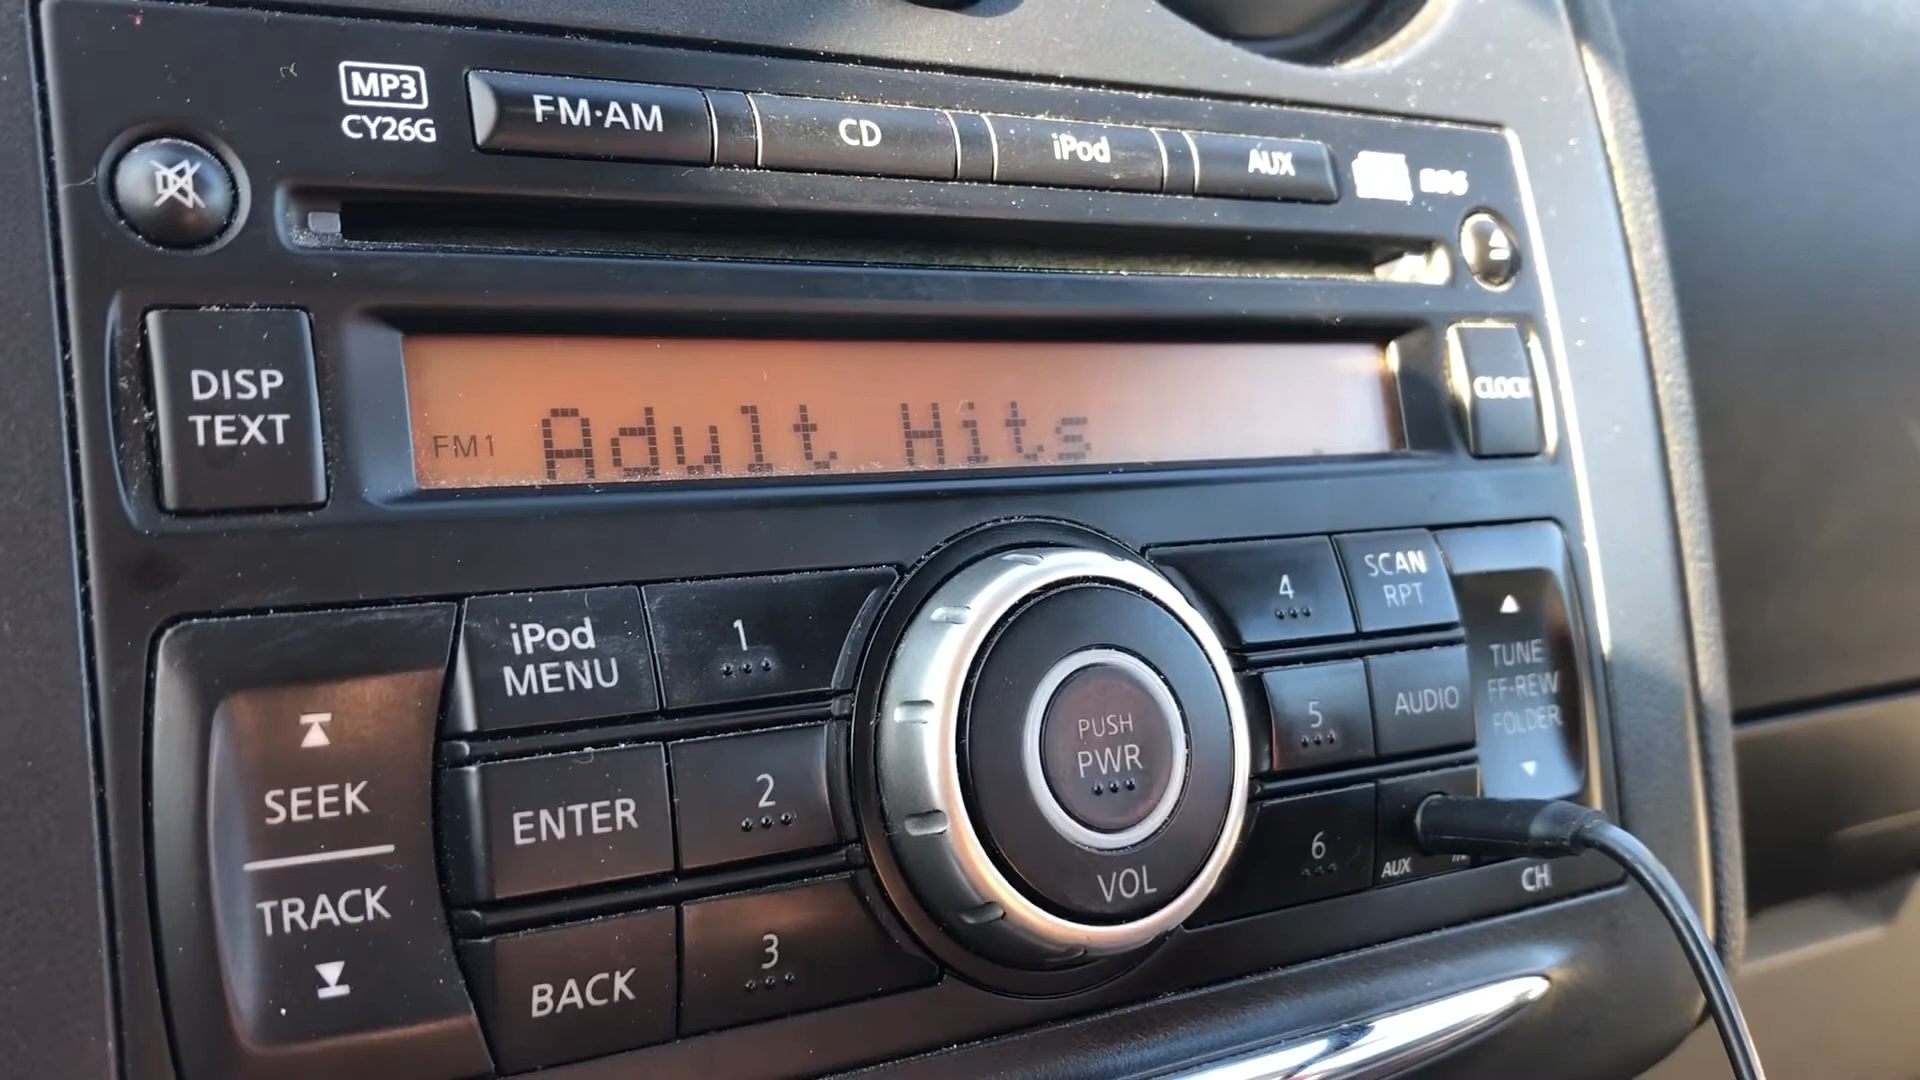 MP3
CY26G
FM·AM
CD
iPod
AUX
DISP
TEXT
FM1
Adult Hits
CLOCK
iPod
MENU
1
4
SCAN
RPT
TUNE
FF·REW
FOLDER
SEEK
TRACK
ENTER
2
PUSH
PWR
VOL
5
AUDIO
BACK
3
6
AUX
CH